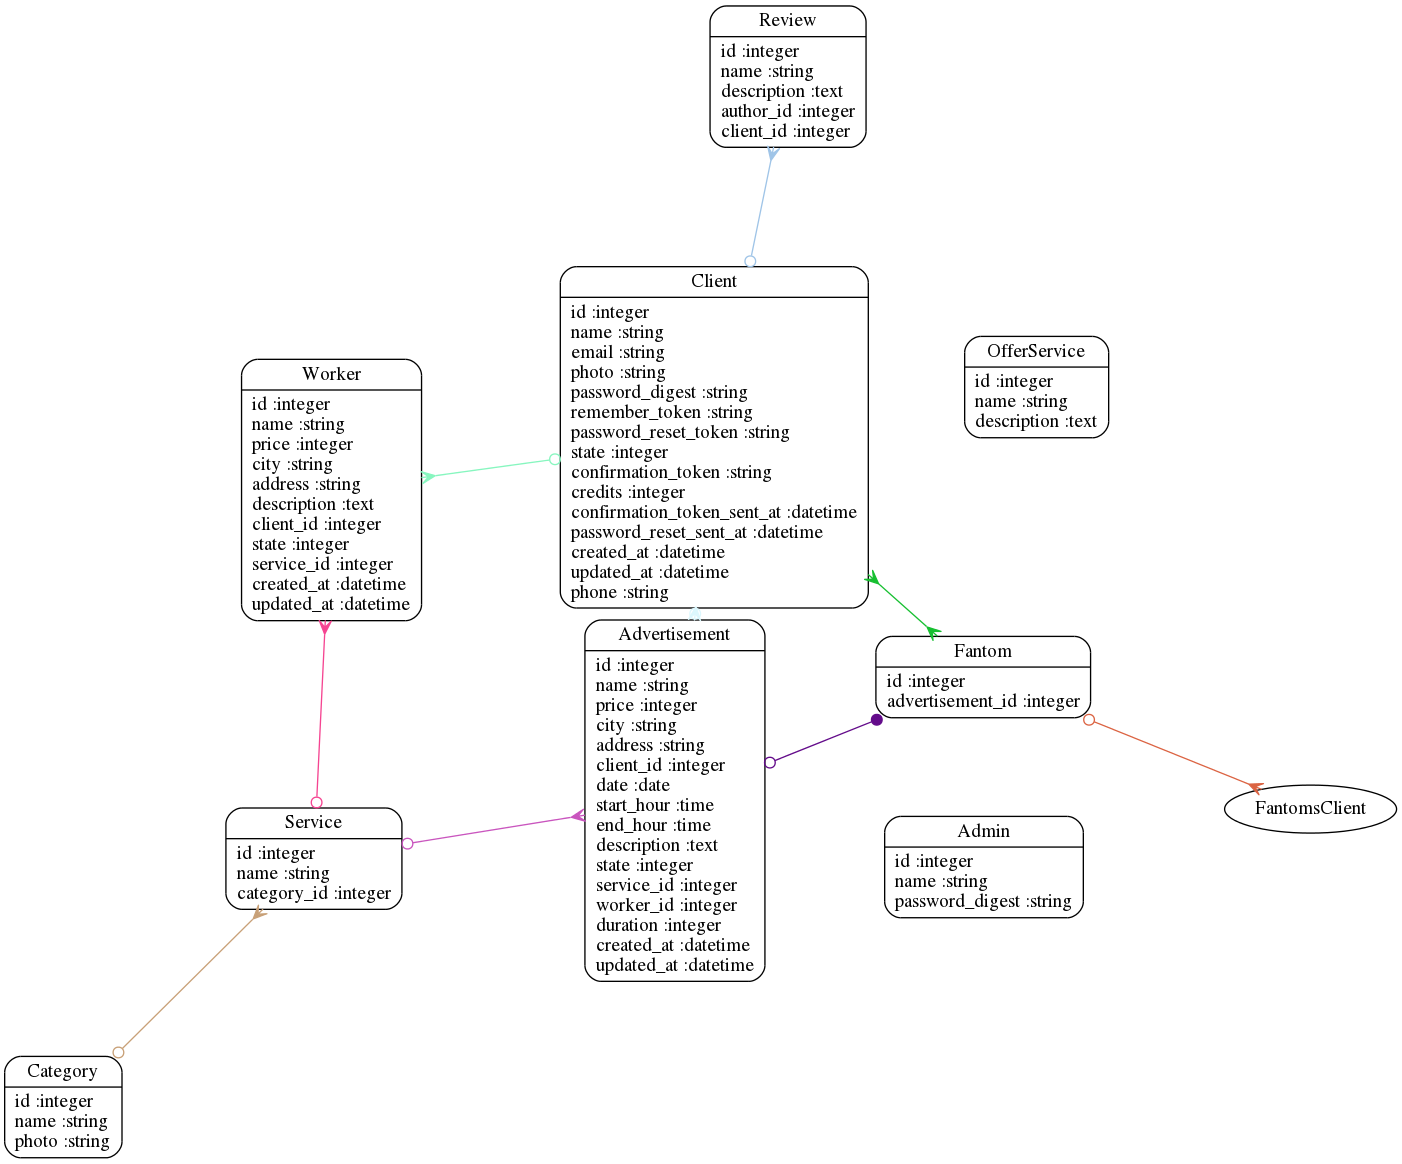 Review
id :integer
name :string
description :text
author_id :integer
client_id :integer
Client
id :integer
name :string
email :string
photo :string
password_digest :string
remember_token :string
password_reset_token :string
state :integer
confirmation_token :string
credits :integer
confirmation_token_sent_at :datetime
password_reset_sent_at :datetime
created_at :datetime
updated_at :datetime
phone :string
OfferService
id :integer
name :string
description :text
Worker
id :integer
name :string
price :integer
city :string
address :string
description :text
client_id :integer
state :integer
service_id :integer
created_at :datetime
updated_at :datetime
Advertisement
id :integer
name :string
price :integer
city :string
address :string
client_id :integer
date :date
start_hour :time
end_hour :time
description :text
state :integer
service_id :integer
worker_id :integer
duration :integer
created_at :datetime
updated_at :datetime
Fantom
id :integer
advertisement_id :integer
FantomsClient
Service
id :integer
name :string
category_id :integer
Admin
id :integer
name :string
password_digest :string
Category
id :integer
name :string
photo :string